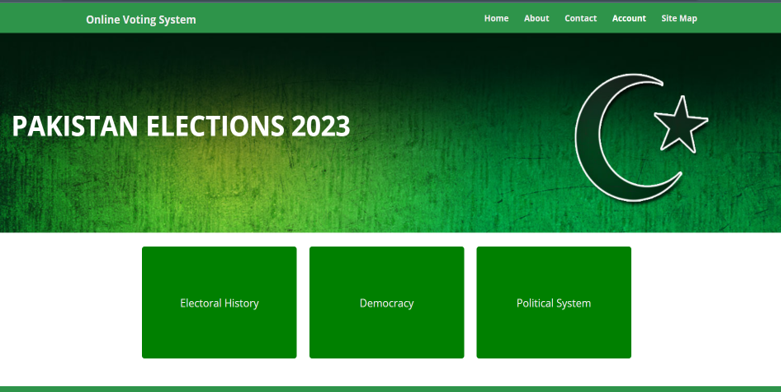 Online Voting System
Home About Contact Account Site Map
PAKISTAN ELECTIONS 2023
Electoral History
Democracy
Political System